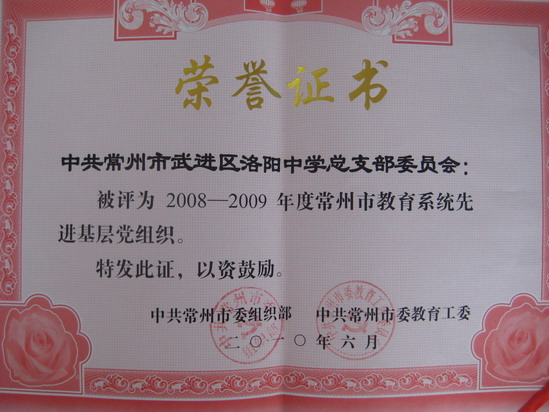 荣誉证书
中共常州市武进区洛阳中学总支部委员会：
被评为 2008—2009 年度常州市教育系统先
进基层党组织。
特发此证，以资鼓励。
中共常州市委组织部 中共常州市委教育工委
二〇一〇年六月